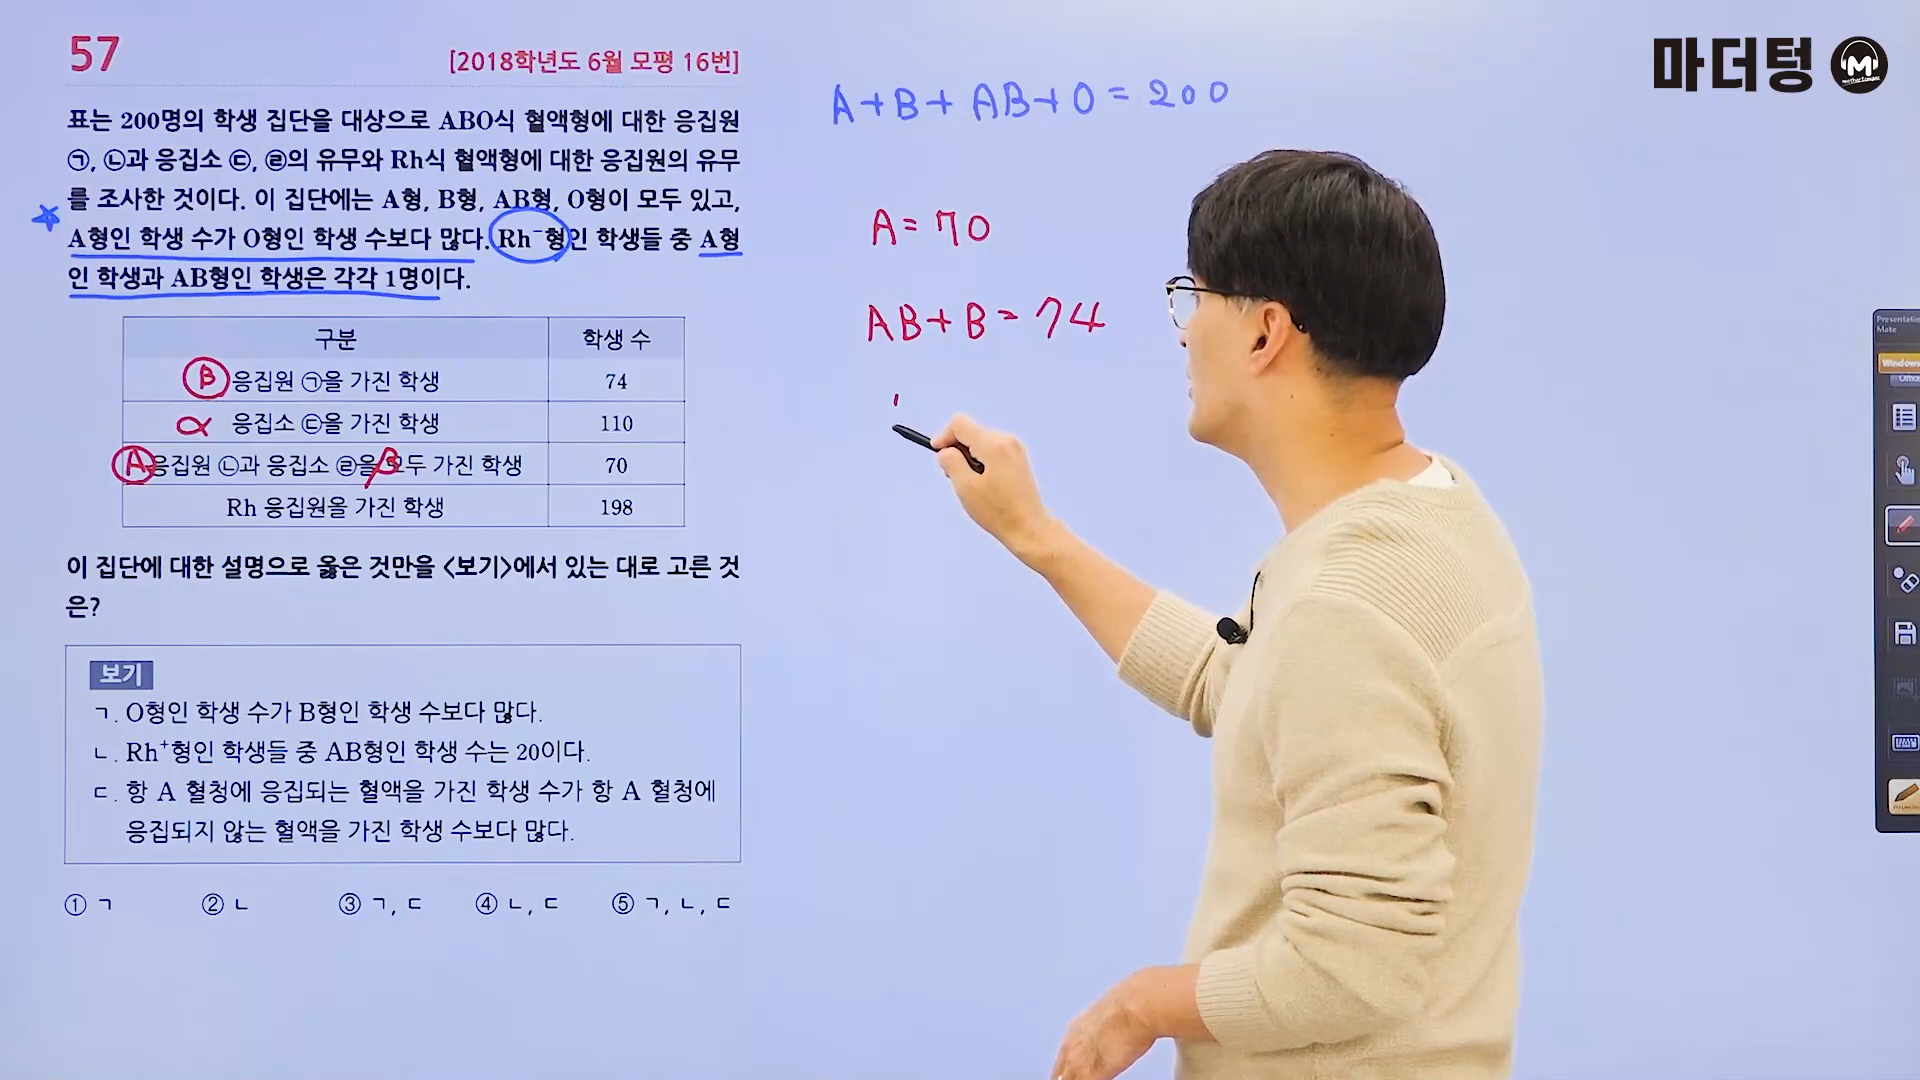 57
[2018학년도 6월 모평 16번]
표는 200명의 학생 집단을 대상으로 ABO식 혈액형에 대한 응집원
㉠, ㉡과 응집소 ㉢, ㉣의 유무와 Rh식 혈액형에 대한 응집원의 유무
를 조사한 것이다. 이 집단에는 A형, B형, AB형, O형이 모두 있고,
A형인 학생 수가 O형인 학생 수보다 많다. Rh⁻형인 학생들 중 A형
인 학생과 AB형인 학생은 각각 1명이다.
구분 학생 수
B 응집원 ㉠을 가진 학생 74
α 응집소 ㉢을 가진 학생 110
A 응집원 ㉡과 응집소 ㉣을 β 모두 가진 학생 70
Rh 응집원을 가진 학생 198
이 집단에 대한 설명으로 옳은 것만을 <보기>에서 있는 대로 고른 것
은?
보기
ㄱ. O형인 학생 수가 B형인 학생 수보다 많다.
ㄴ. Rh⁺형인 학생들 중 AB형인 학생 수는 20이다.
ㄷ. 항 A 혈청에 응집되는 혈액을 가진 학생 수가 항 A 혈청에
응집되지 않는 혈액을 가진 학생 수보다 많다.
① ㄱ ② ㄴ ③ ㄱ, ㄷ ④ ㄴ, ㄷ ⑤ ㄱ, ㄴ, ㄷ
A+B+AB+O=200
A=70
AB+B=74
마더텅 M
Presentation
Mate
Windows